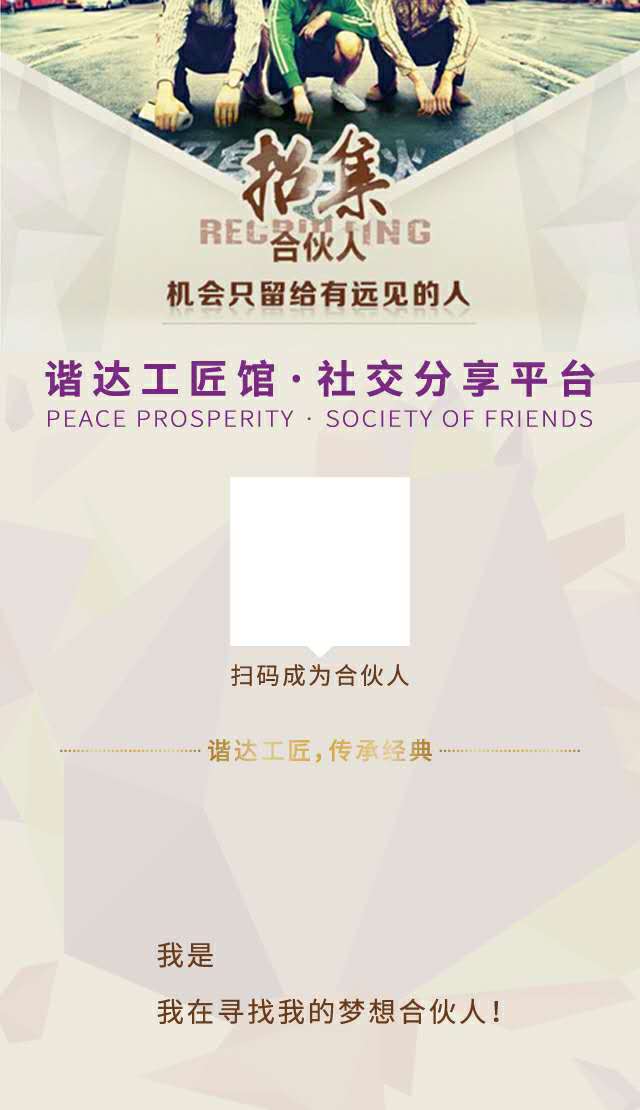 招集
RECRUITING
合伙人
机会只留给有远见的人
谐达工匠馆·社交分享平台
PEACE PROSPERITY · SOCIETY OF FRIENDS
扫码成为合伙人
谐达工匠，传承经典
我是
我在寻找我的梦想合伙人！